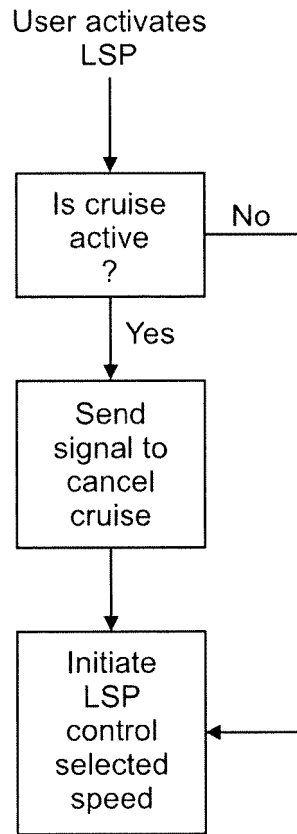 User activates
LSP
Is cruise
active
?
No
Yes
Send
signal to
cancel
cruise
Initiate
LSP
control
selected
speed